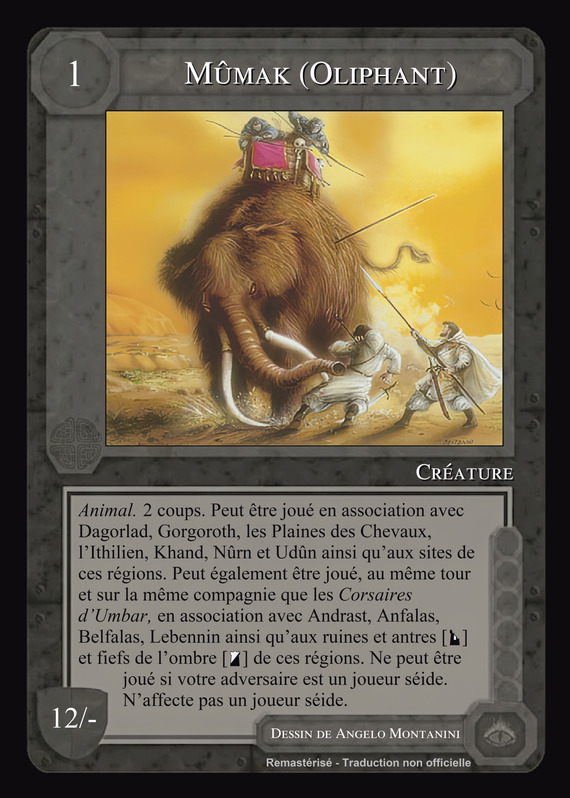 1
Mûmak (Oliphant)
Créature
Animal. 2 coups. Peut être joué en association avec
Dagorlad, Gorgoroth, les Plaines des Chevaux,
l'Ithilien, Khand, Nûrn et Udûn ainsi qu'aux sites de
ces régions. Peut également être joué, au même tour
et sur la même compagnie que les Corsaires
d'Umbar, en association avec Andrast, Anfalas,
Belfalas, Lebennin ainsi qu'aux ruines et antres []
et fiefs de l'ombre [] de ces régions. Ne peut être
joué si votre adversaire est un joueur séide.
N'affecte pas un joueur séide.
12/-
Dessin de Angelo Montanini
Remastérisé - Traduction non officielle